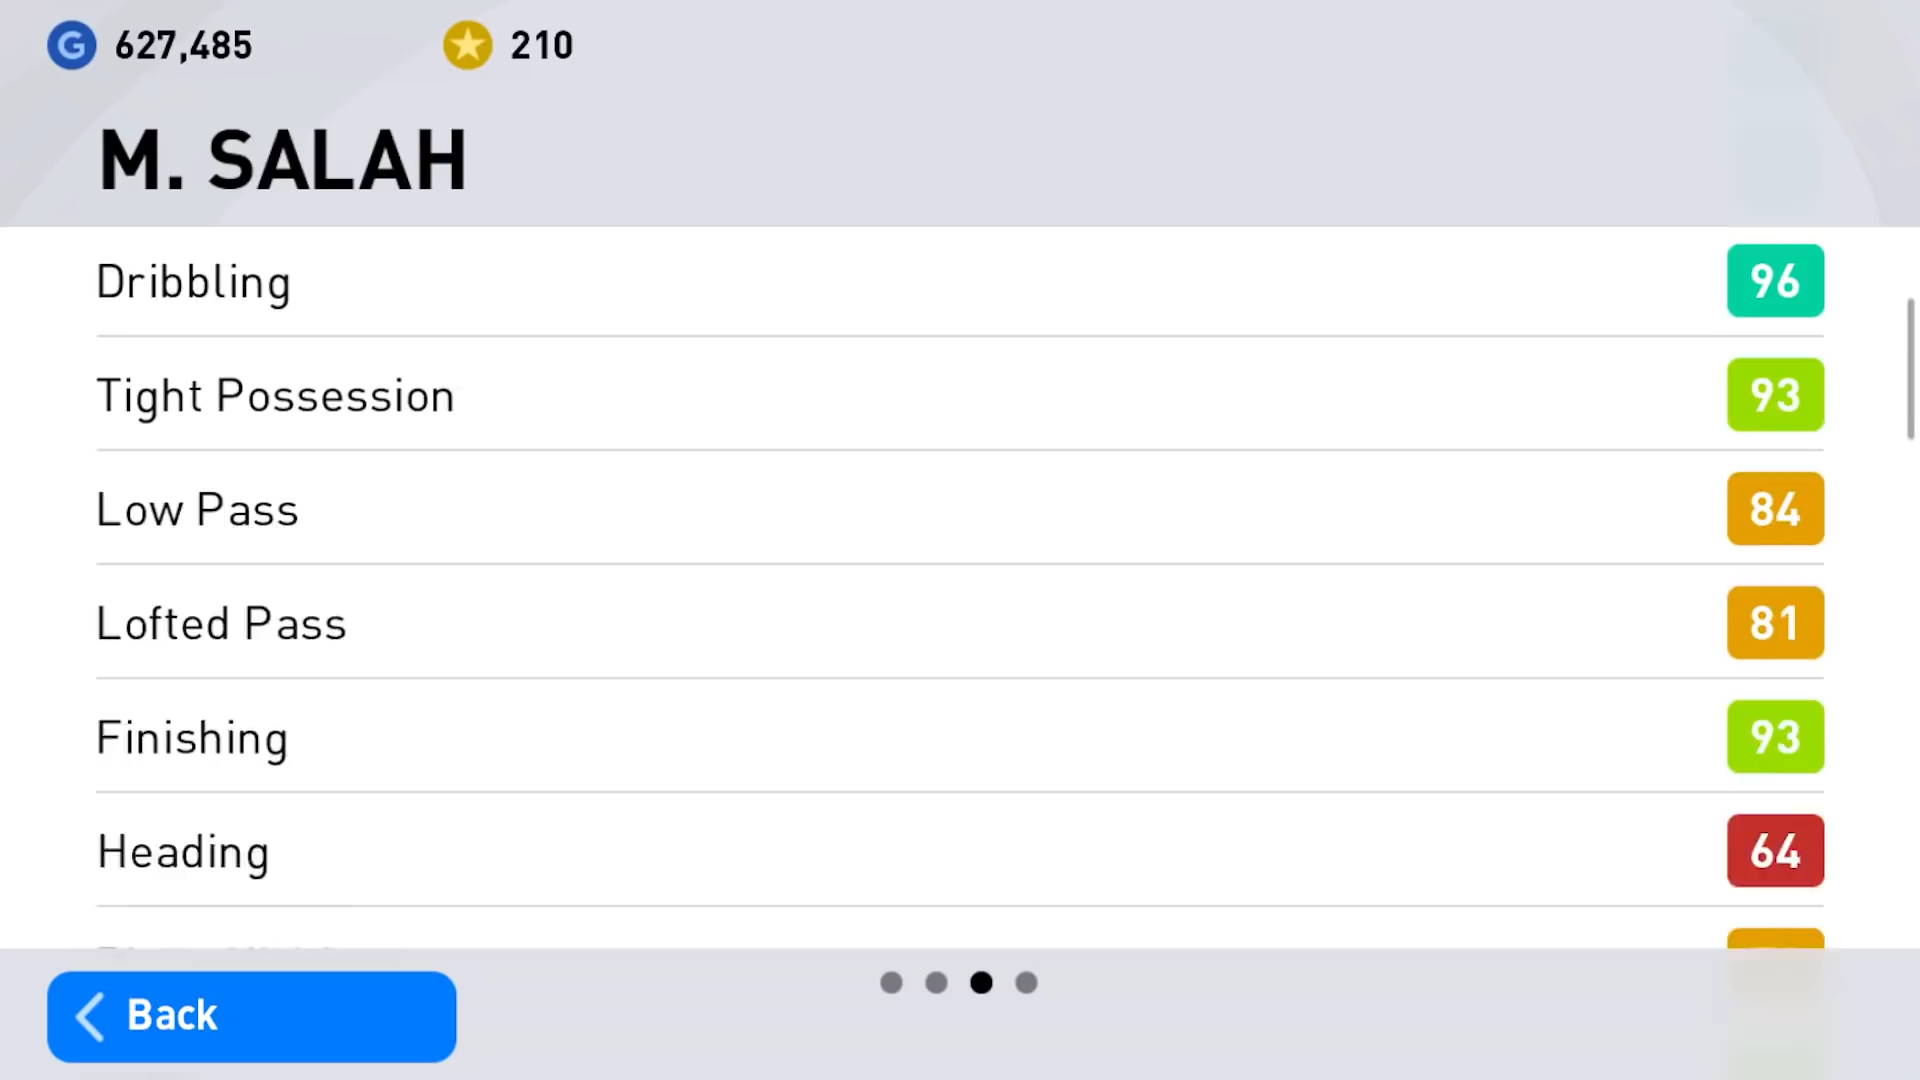 G 627,485 210
M. SALAH
Dribbling 96
Tight Possession 93
Low Pass 84
Lofted Pass 81
Finishing 93
Heading 64
Back